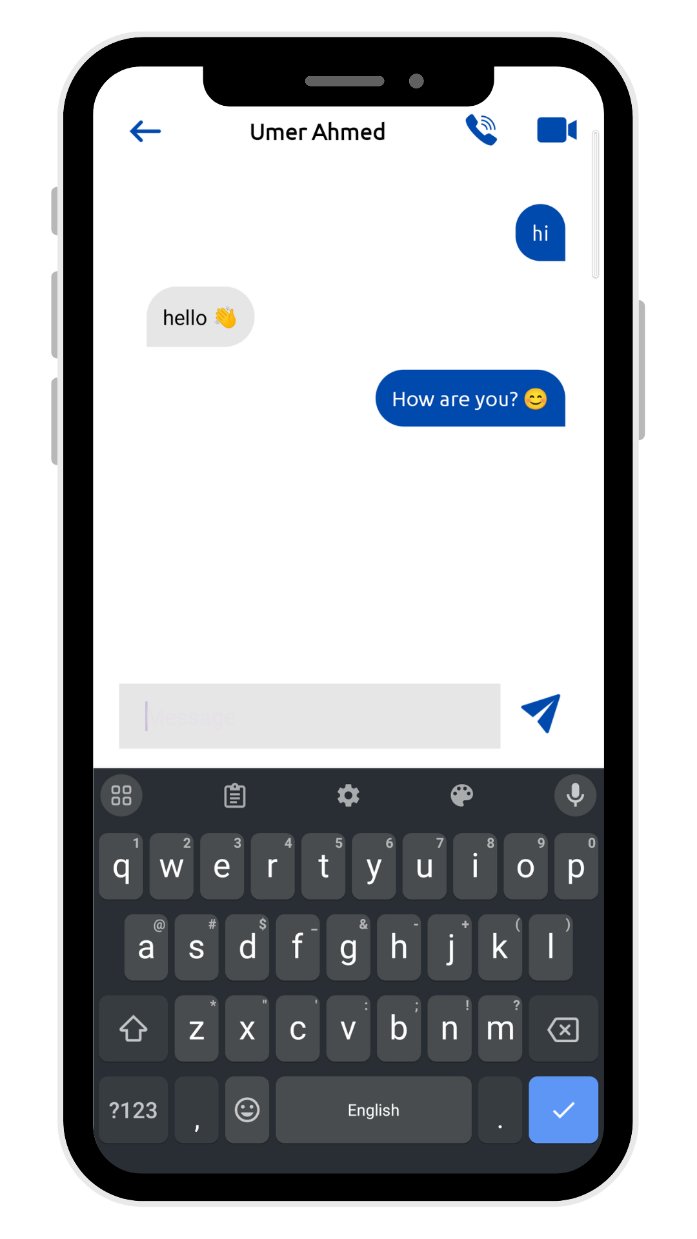 Umer Ahmed
hi
hello 👋
How are you? 😊
Message
1 2 3 4 5 6 7 8 9 0
q w e r t y u i o p
@ # $ _ & - + ( )
a s d f g h j k l
* " ' : ; ! ?
z x c v b n m
?123 , English .